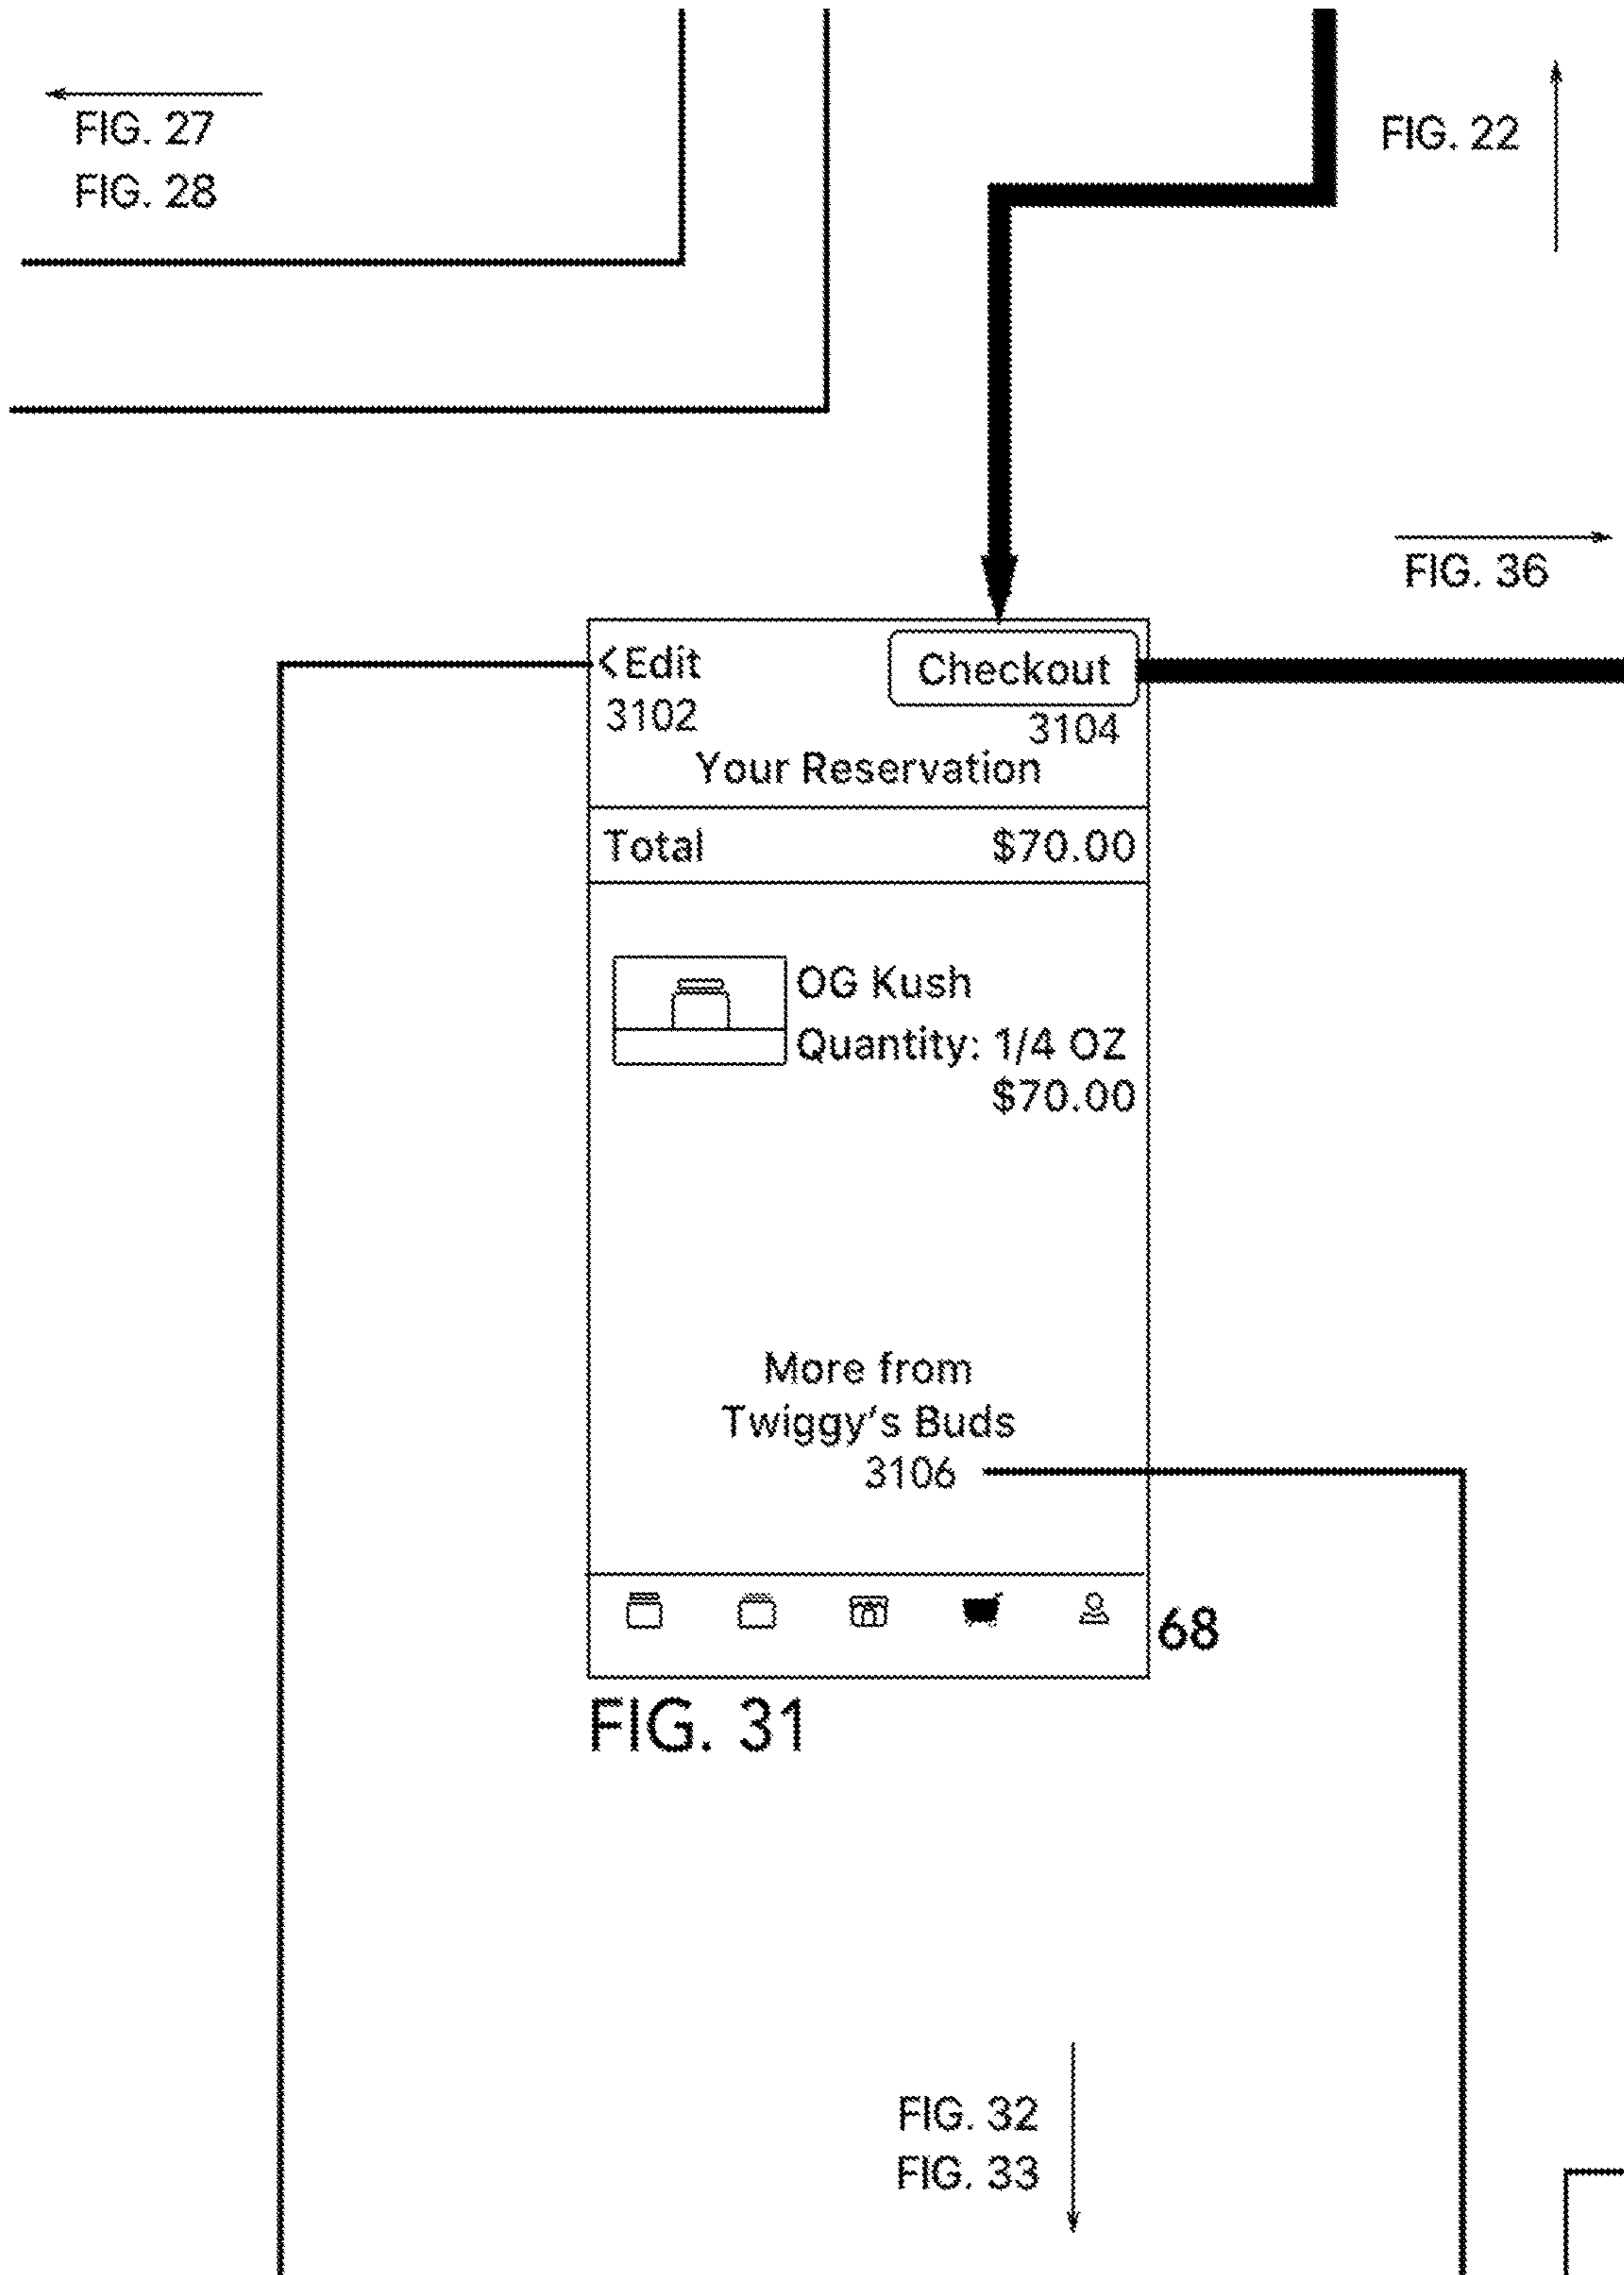 FIG. 27
FIG. 28
FIG. 22
FIG. 36
<Edit
Checkout
3102
3104
Your Reservation
Total $70.00
OG Kush
Quantity: 1/4 OZ
$70.00
More from
Twiggy's Buds
3106
68
FIG. 31
FIG. 32
FIG. 33